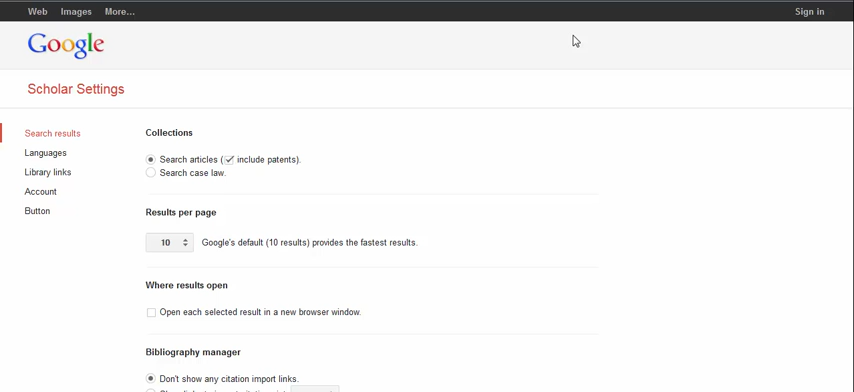 Web Images More... Sign in
Google
Scholar Settings
Search results
Languages
Library links
Account
Button
Collections
Search articles (include patents).
Search case law.
Results per page
10 Google's default (10 results) provides the fastest results.
Where results open
Open each selected result in a new browser window.
Bibliography manager
Don't show any citation import links.